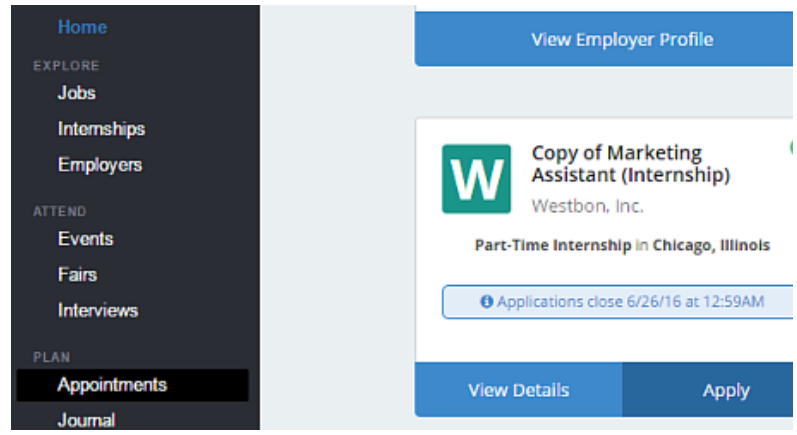 Home
EXPLORE
Jobs
Internships
Employers
ATTEND
Events
Fairs
Interviews
PLAN
Appointments
Journal
View Employer Profile
W
Copy of Marketing
Assistant (Internship)
Westbon, Inc.
Part-Time Internship in Chicago, Illinois
Applications close 6/26/16 at 12:59AM
View Details
Apply